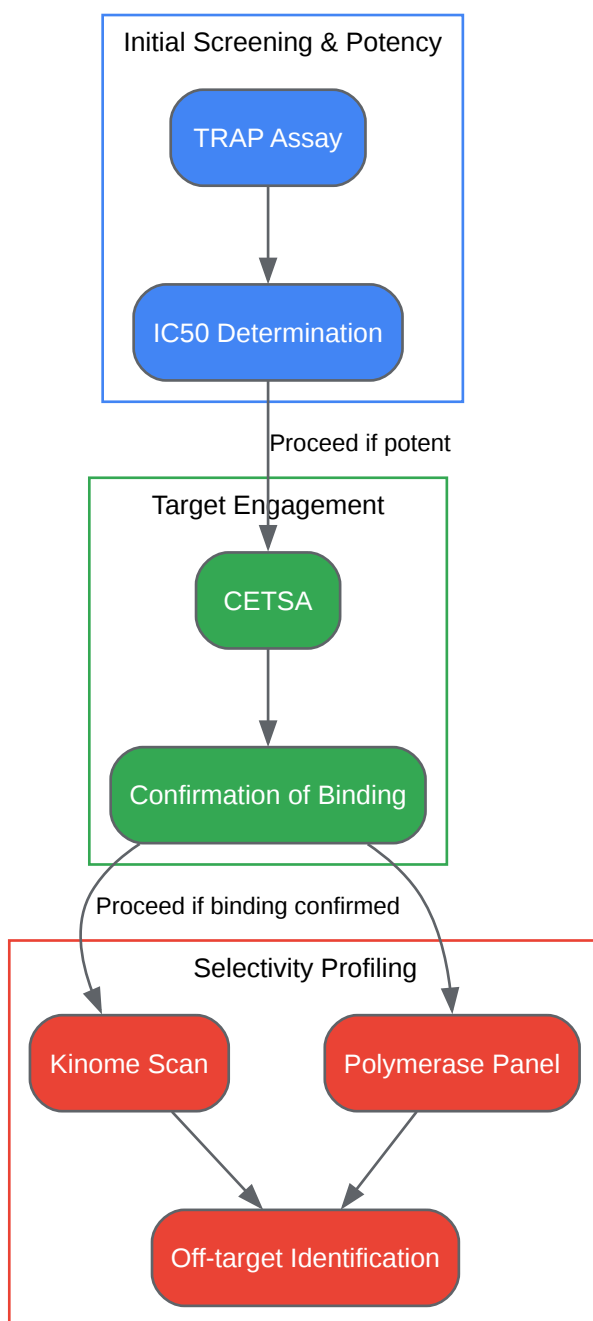 Initial Screening & Potency
TRAP Assay
IC50 Determination
Proceed if potent
Target Engagement
CETSA
Confirmation of Binding
Proceed if binding confirmed
Selectivity Profiling
Kinome Scan
Polymerase Panel
Off-target Identification